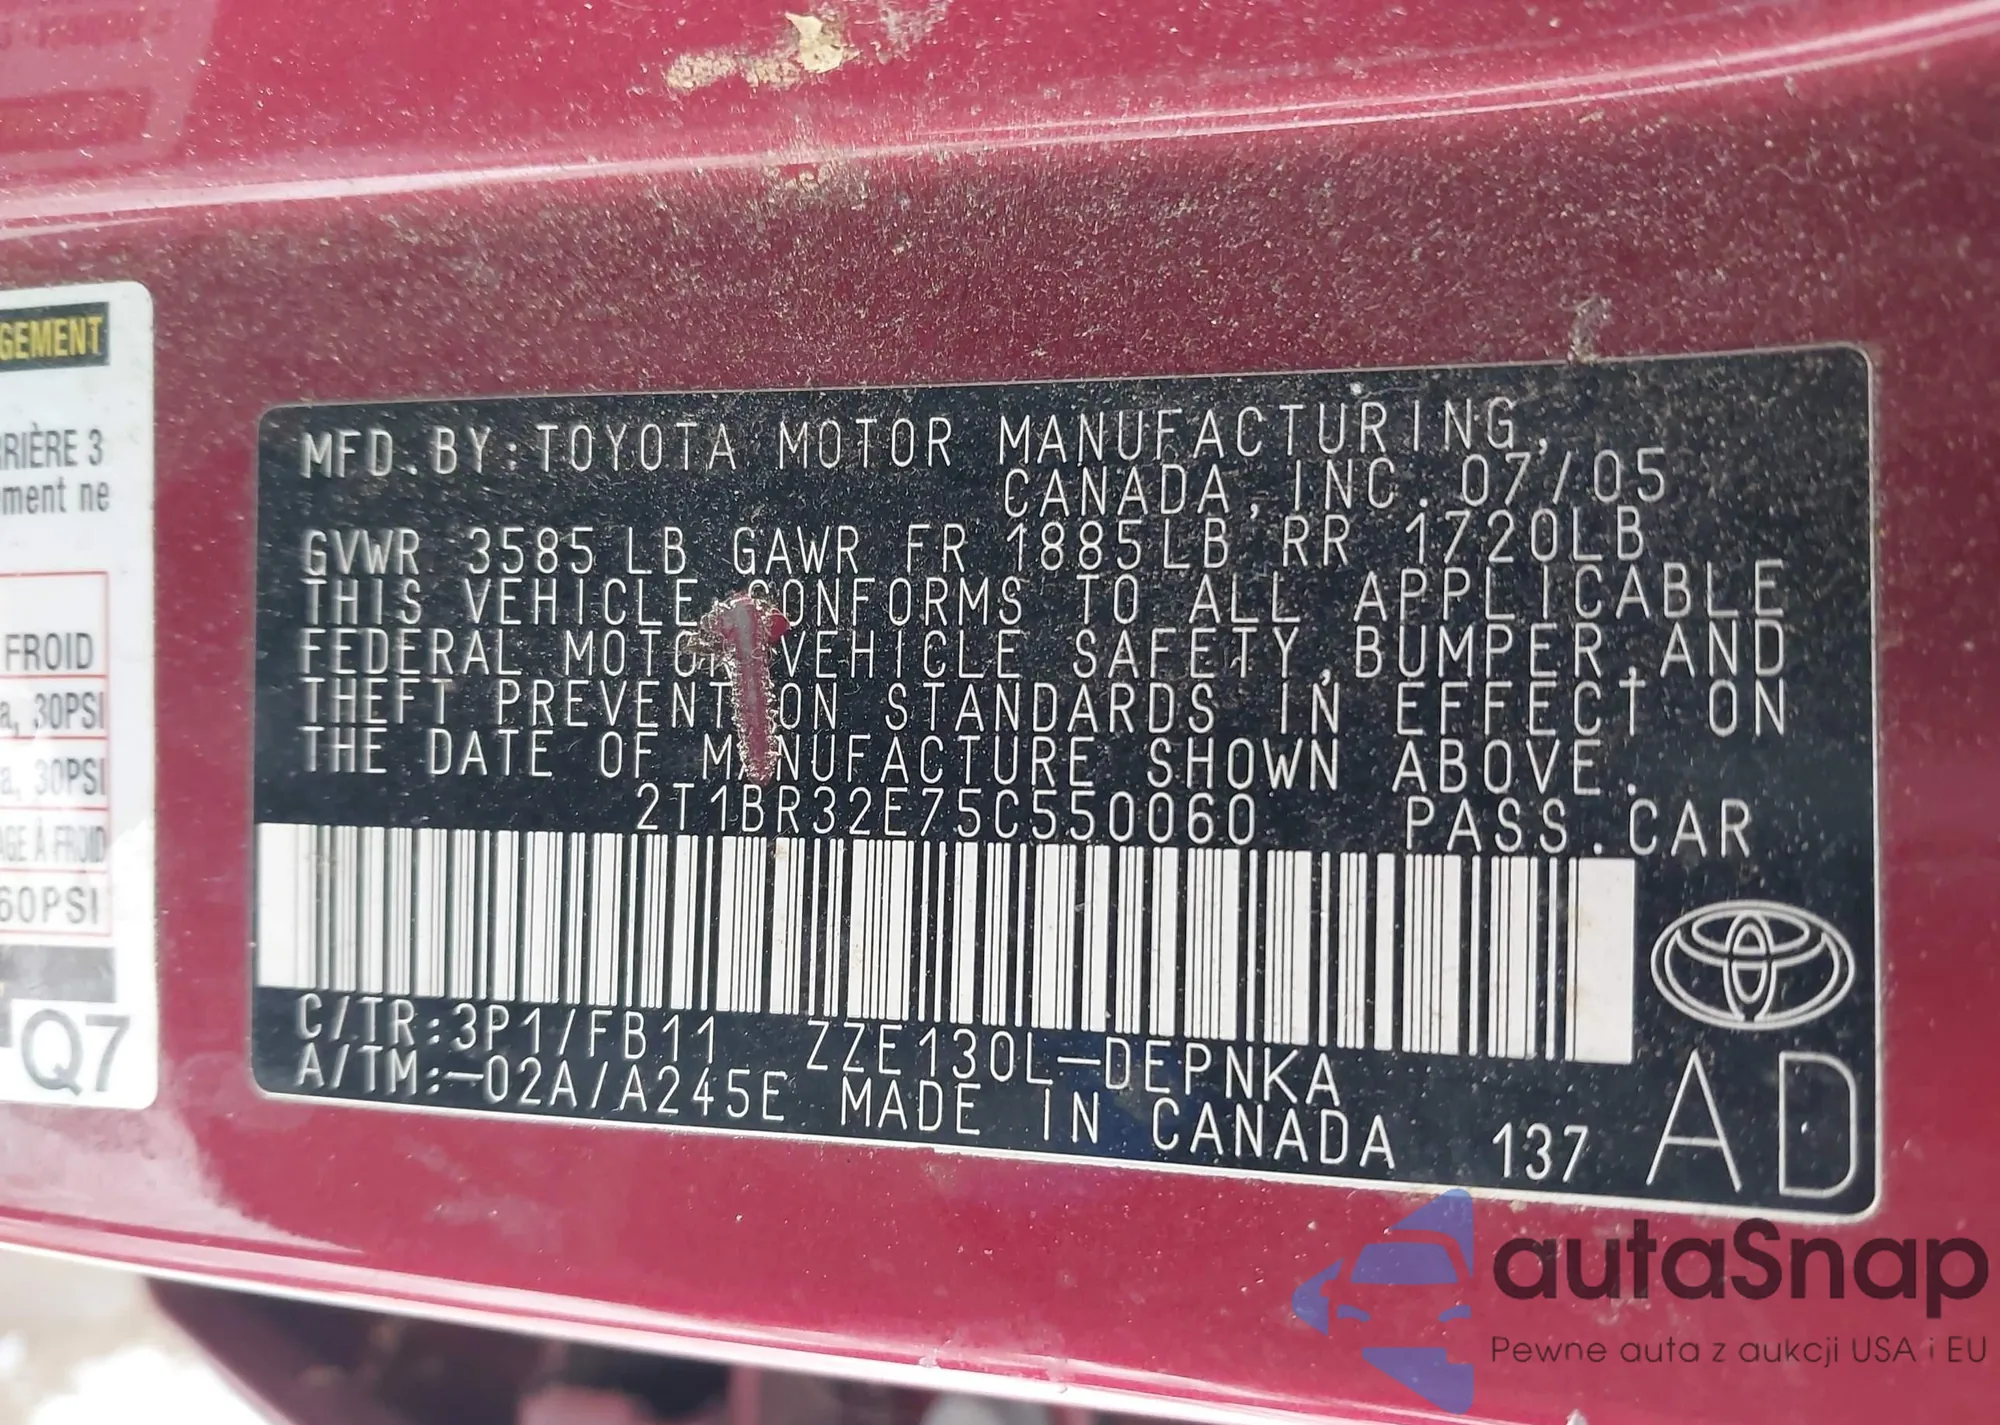 GEMENT
RRIÈRE 3
ement ne
FROID
a, 30PSI
a, 30PSI
AGE À FROID
60PSI
Q7
MFD. BY: TOYOTA MOTOR MANUFACTURING,
CANADA, INC. 07/05
GVWR 3585 LB GAWR FR 1885LB RR 1720LB
THIS VEHICLE CONFORMS TO ALL APPLICABLE
FEDERAL MOTOR VEHICLE SAFETY, BUMPER, AND
THEFT PREVENTION STANDARDS IN EFFECT ON
THE DATE OF MANUFACTURE SHOWN ABOVE.
2T1BR32E75C550060 PASS. CAR
C/TR: 3P1/FB11 ZZE130L-DEPNKA
A/TM: -02A/A245E MADE IN CANADA 137 AD
autaSnap
Pewne auta z aukcji USA i EU